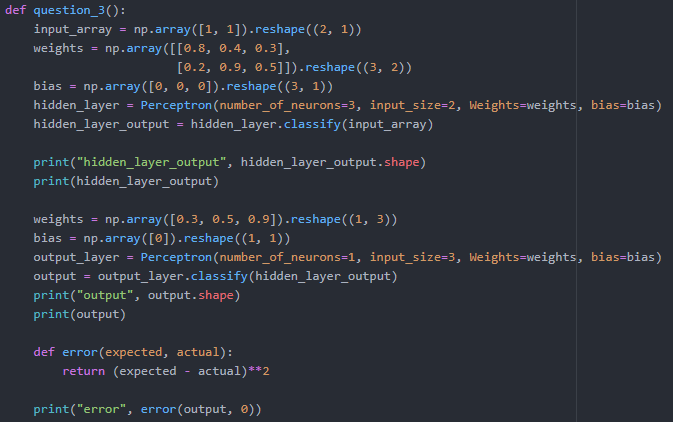 def question_3():
    input_array = np.array([1, 1]).reshape((2, 1))
    weights = np.array([[0.8, 0.4, 0.3],
                        [0.2, 0.9, 0.5]]).reshape((3, 2))
    bias = np.array([0, 0, 0]).reshape((3, 1))
    hidden_layer = Perceptron(number_of_neurons=3, input_size=2, Weights=weights, bias=bias)
    hidden_layer_output = hidden_layer.classify(input_array)

    print("hidden_layer_output", hidden_layer_output.shape)
    print(hidden_layer_output)

    weights = np.array([0.3, 0.5, 0.9]).reshape((1, 3))
    bias = np.array([0]).reshape((1, 1))
    output_layer = Perceptron(number_of_neurons=1, input_size=3, Weights=weights, bias=bias)
    output = output_layer.classify(hidden_layer_output)
    print("output", output.shape)
    print(output)

    def error(expected, actual):
        return (expected - actual)**2

    print("error", error(output, 0))